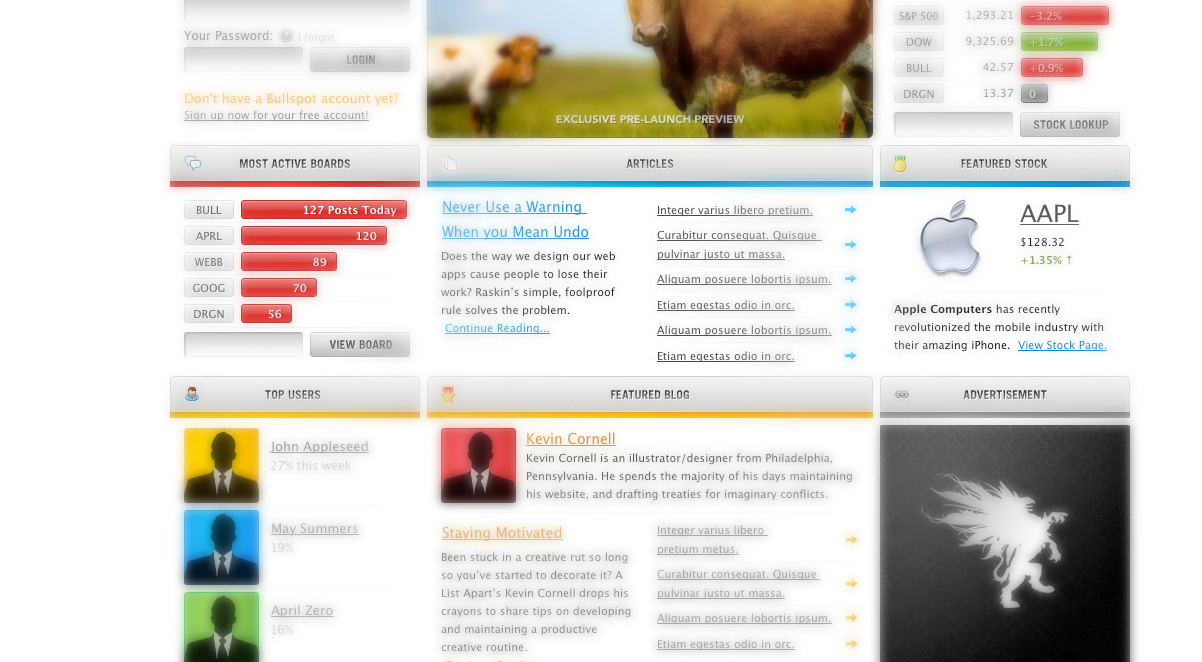 Your Password: I forgot.
LOGIN
Don't have a Bullspot account yet?
Sign up now for your free account!
EXCLUSIVE PRE-LAUNCH PREVIEW
S&P 500 1,293.21 -3.2%
DOW 9,325.69 +1.7%
BULL 42.57 +0.9%
DRGN 13.37 0
STOCK LOOKUP
MOST ACTIVE BOARDS
BULL 127 Posts Today
APRL 120
WEBB 89
GOOG 70
DRGN 56
VIEW BOARD
ARTICLES
Never Use a Warning
When you Mean Undo
Does the way we design our web
apps cause people to lose their
work? Raskin's simple, foolproof
rule solves the problem.
Continue Reading...
Integer varius libero pretium.
Curabitur consequat. Quisque
pulvinar justo ut massa.
Aliquam posuere lobortis ipsum.
Etiam egestas odio in orc.
Aliquam posuere lobortis ipsum.
Etiam egestas odio in orc.
FEATURED STOCK
AAPL
$128.32
+1.35% ↑
Apple Computers has recently
revolutionized the mobile industry with
their amazing iPhone. View Stock Page.
TOP USERS
John Appleseed
27% this week
May Summers
19%
April Zero
16%
FEATURED BLOG
Kevin Cornell
Kevin Cornell is an illustrator/designer from Philadelphia,
Pennsylvania. He spends the majority of his days maintaining
his website, and drafting treaties for imaginary conflicts.
Staying Motivated
Been stuck in a creative rut so long
so you've started to decorate it? A
List Apart's Kevin Cornell drops his
crayons to share tips on developing
and maintaining a productive
creative routine.
Integer varius libero
pretium metus.
Curabitur consequat. Quisque
pulvinar justo ut massa.
Aliquam posuere lobortis ipsum.
Etiam egestas odio in orc.
ADVERTISEMENT